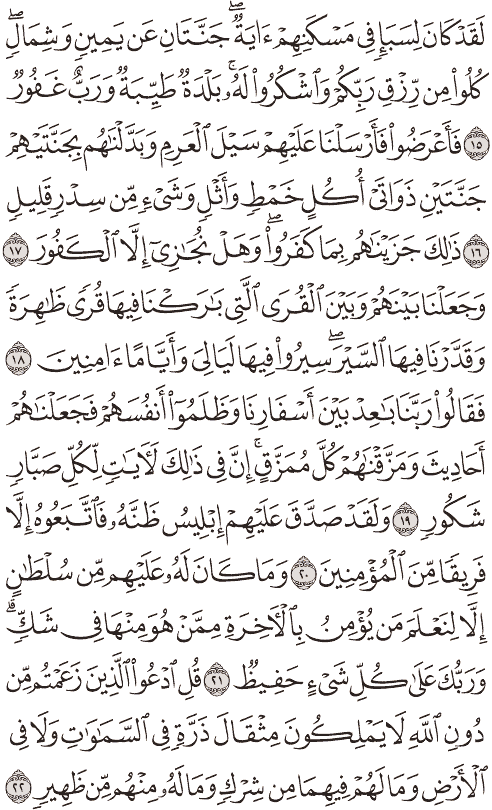 لَقَدْ كَانَ لِسَبَإٍ فِى مَسْكَنِهِمْ ءَايَةٌ ۖ جَنَّتَانِ عَن يَمِينٍ وَشِمَالٍ ۖ
كُلُوا۟ مِن رِّزْقِ رَبِّكُمْ وَٱشْكُرُوا۟ لَهُۥ ۚ بَلْدَةٌ طَيِّبَةٌ وَرَبٌّ غَفُورٌ
١٥ فَأَعْرَضُوا۟ فَأَرْسَلْنَا عَلَيْهِمْ سَيْلَ ٱلْعَرِمِ وَبَدَّلْنَـٰهُم بِجَنَّتَيْهِمْ
جَنَّتَيْنِ ذَوَاتَىْ أُكُلٍ خَمْطٍ وَأَثْلٍ وَشَىْءٍ مِّن سِدْرٍ قَلِيلٍ
١٦ ذَٰلِكَ جَزَيْنَـٰهُم بِمَا كَفَرُوا۟ ۖ وَهَلْ نُجَـٰزِىٓ إِلَّا ٱلْكَفُورَ ١٧
وَجَعَلْنَا بَيْنَهُمْ وَبَيْنَ ٱلْقُرَى ٱلَّتِى بَـٰرَكْنَا فِيهَا قُرًى ظَـٰهِرَةً
وَقَدَّرْنَا فِيهَا ٱلسَّيْرَ ۖ سِيرُوا۟ فِيهَا لَيَالِىَ وَأَيَّامًا ءَامِنِينَ ١٨
فَقَالُوا۟ رَبَّنَا بَـٰعِدْ بَيْنَ أَسْفَارِنَا وَظَلَمُوٓا۟ أَنفُسَهُمْ فَجَعَلْنَـٰهُمْ
أَحَادِيثَ وَمَزَّقْنَـٰهُمْ كُلَّ مُمَزَّقٍ ۚ إِنَّ فِى ذَٰلِكَ لَـَٔايَـٰتٍ لِّكُلِّ صَبَّارٍ
شَكُورٍ ١٩ وَلَقَدْ صَدَّقَ عَلَيْهِمْ إِبْلِيسُ ظَنَّهُۥ فَٱتَّبَعُوهُ إِلَّا
فَرِيقًا مِّنَ ٱلْمُؤْمِنِينَ ٢٠ وَمَا كَانَ لَهُۥ عَلَيْهِم مِّن سُلْطَـٰنٍ
إِلَّا لِنَعْلَمَ مَن يُؤْمِنُ بِٱلْـَٔاخِرَةِ مِمَّنْ هُوَ مِنْهَا فِى شَكٍّ ۗ
وَرَبُّكَ عَلَىٰ كُلِّ شَىْءٍ حَفِيظٌ ٢١ قُلِ ٱدْعُوا۟ ٱلَّذِينَ زَعَمْتُم مِّن
دُونِ ٱللَّهِ لَا يَمْلِكُونَ مِثْقَالَ ذَرَّةٍ فِى ٱلسَّمَـٰوَٰتِ وَلَا فِى
ٱلْأَرْضِ وَمَا لَهُمْ فِيهِمَا مِن شِرْكٍ وَمَا لَهُۥ مِنْهُم مِّن ظَهِيرٍ ٢٢